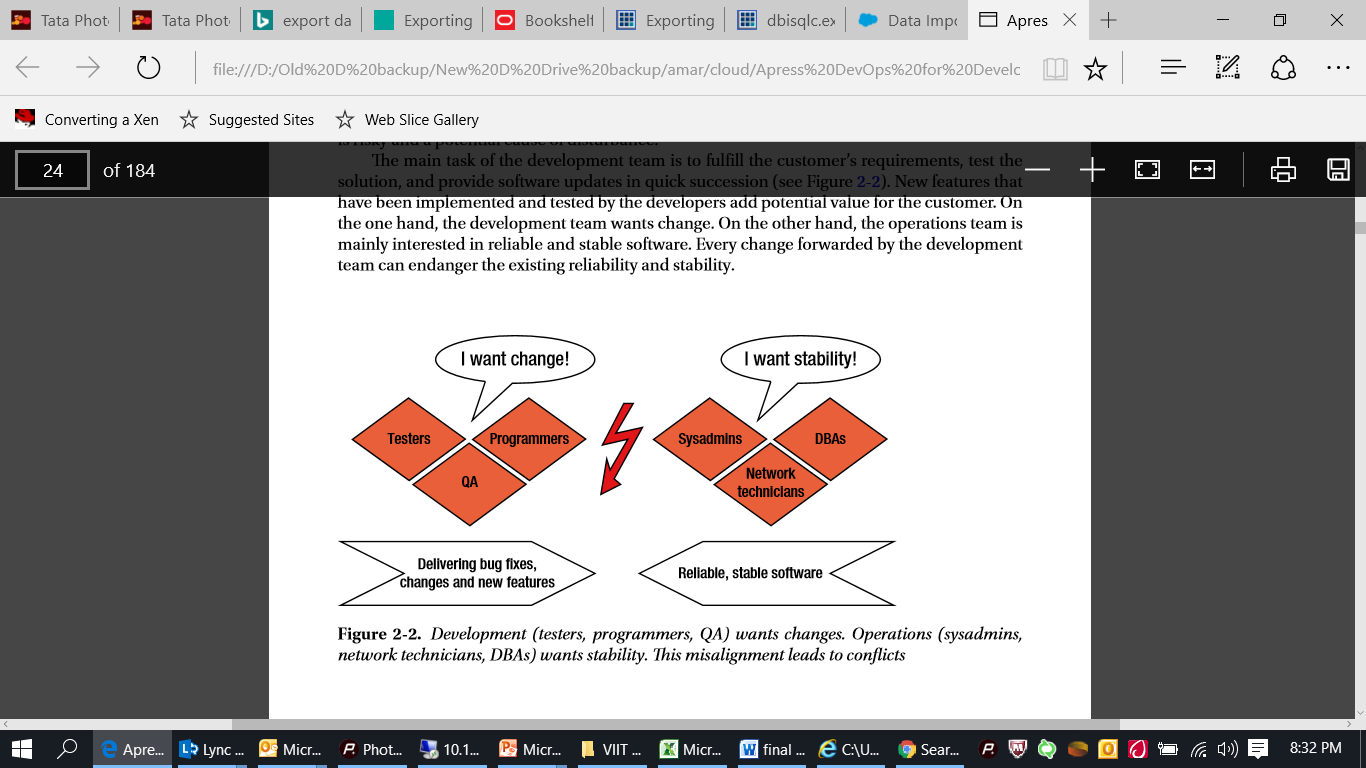 Tata Phot
Tata Phot
export da
Exporting
Bookshelf
Exporting
dbisqlc.ex
Data Impo
Apres
file:///D:/Old%20D%20backup/New%20D%20Drive%20backup/amar/cloud/Apress%20DevOps%20for%20Develc
Converting a Xen
Suggested Sites
Web Slice Gallery
is risky and a potential cause of disturbance.
24 of 184
The main task of the development team is to fulfill the customer's requirements, test the
solution, and provide software updates in quick succession (see Figure 2-2). New features that
have been implemented and tested by the developers add potential value for the customer. On
the one hand, the development team wants change. On the other hand, the operations team is
mainly interested in reliable and stable software. Every change forwarded by the development
team can endanger the existing reliability and stability.
I want change!
I want stability!
Testers
Programmers
QA
Sysadmins
DBAs
Network
technicians
Delivering bug fixes,
changes and new features
Reliable, stable software
Figure 2-2. Development (testers, programmers, QA) wants changes. Operations (sysadmins,
network technicians, DBAs) wants stability. This misalignment leads to conflicts
Apre...
Lync ...
Micr...
Phot...
10.1...
Micr...
VIIT ...
Micr...
final ...
C:\U...
Sear...
8:32 PM